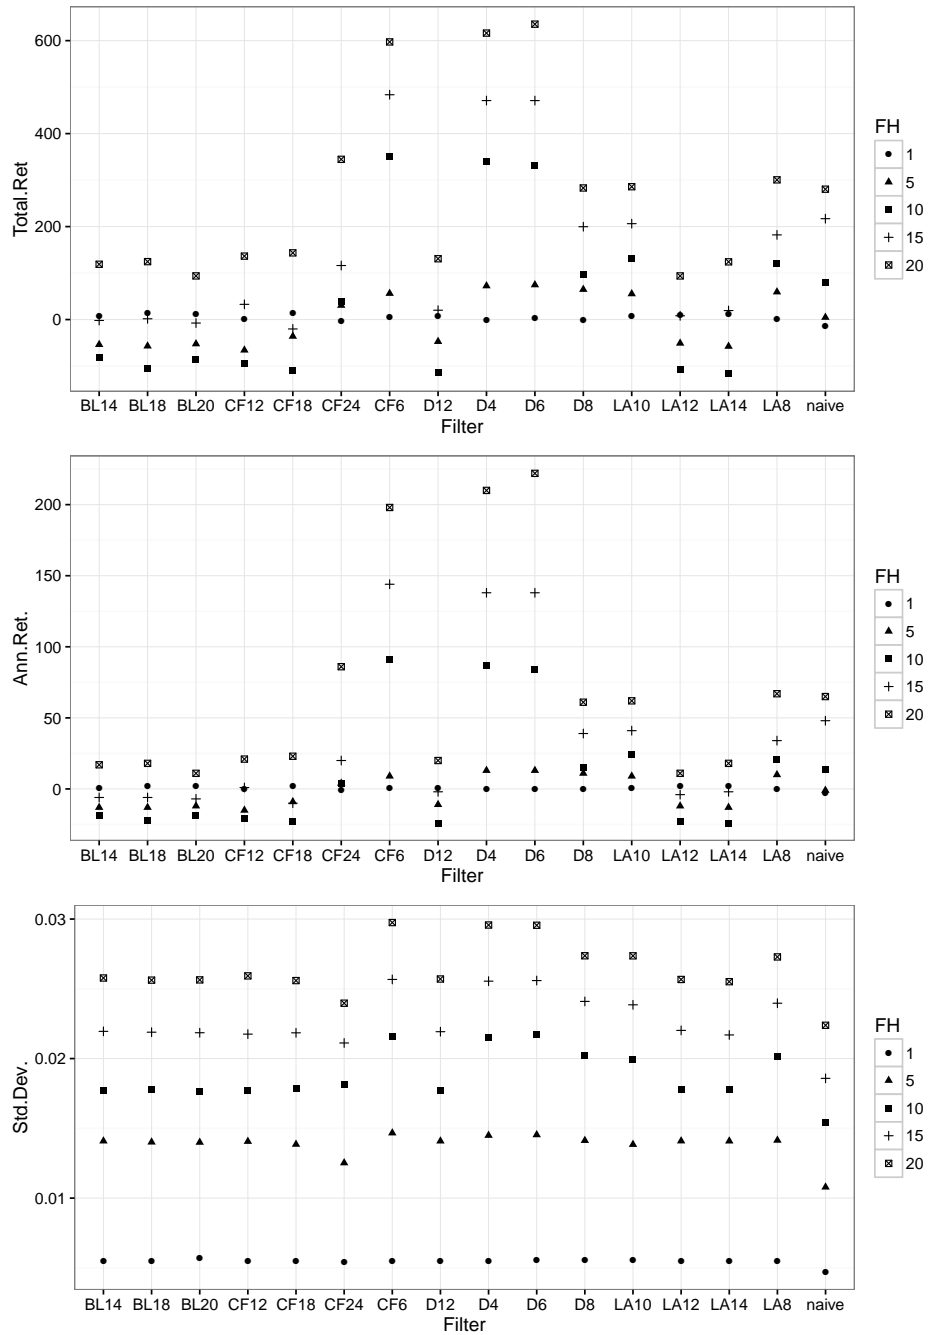 600
400
200
0
Total.Ret
BL14 BL18 BL20 CF12 CF18 CF24 CF6 D12 D4 D6 D8 LA10 LA12 LA14 LA8 naive
Filter
FH
1
5
10
15
20
200
150
100
50
0
Ann.Ret.
BL14 BL18 BL20 CF12 CF18 CF24 CF6 D12 D4 D6 D8 LA10 LA12 LA14 LA8 naive
Filter
FH
1
5
10
15
20
0.03
0.02
0.01
Std.Dev.
BL14 BL18 BL20 CF12 CF18 CF24 CF6 D12 D4 D6 D8 LA10 LA12 LA14 LA8 naive
Filter
FH
1
5
10
15
20